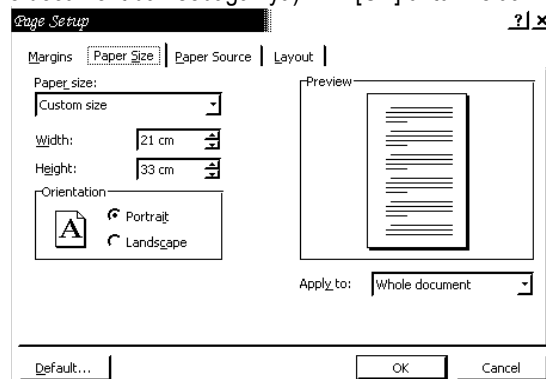 Page Setup
? x
Margins Paper Size Paper Source Layout
Paper size:
Custom size
Width: 21 cm
Height: 33 cm
Orientation
A
Portrait
Landscape
Preview
Apply to: Whole document
Default... OK Cancel